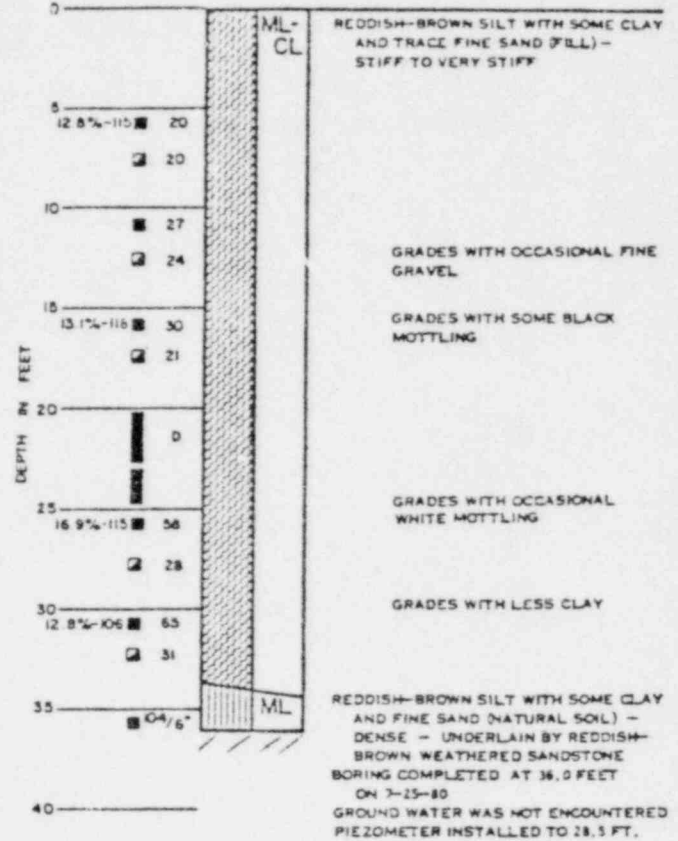 0
ML-
CL
REDDISH-BROWN SILT WITH SOME CLAY
AND TRACE FINE SAND (FILL) -
STIFF TO VERY STIFF
5
12.8%-115 20
20
10
27
24
GRADES WITH OCCASIONAL FINE
GRAVEL
15
13.1%-118 30
GRADES WITH SOME BLACK
MOTTLING
21
DEPTH IN FEET
20
D
25
GRADES WITH OCCASIONAL
WHITE MOTTLING
16.9%-115 58
28
30
GRADES WITH LESS CLAY
12.8%-106 63
31
35
104/6"
ML
REDDISH-BROWN SILT WITH SOME CLAY
AND FINE SAND (NATURAL SOIL) -
DENSE - UNDERLAIN BY REDDISH-
BROWN WEATHERED SANDSTONE
BORING COMPLETED AT 36.0 FEET
ON 7-25-80
GROUND WATER WAS NOT ENCOUNTERED
PIEZOMETER INSTALLED TO 28.5 FT.
40